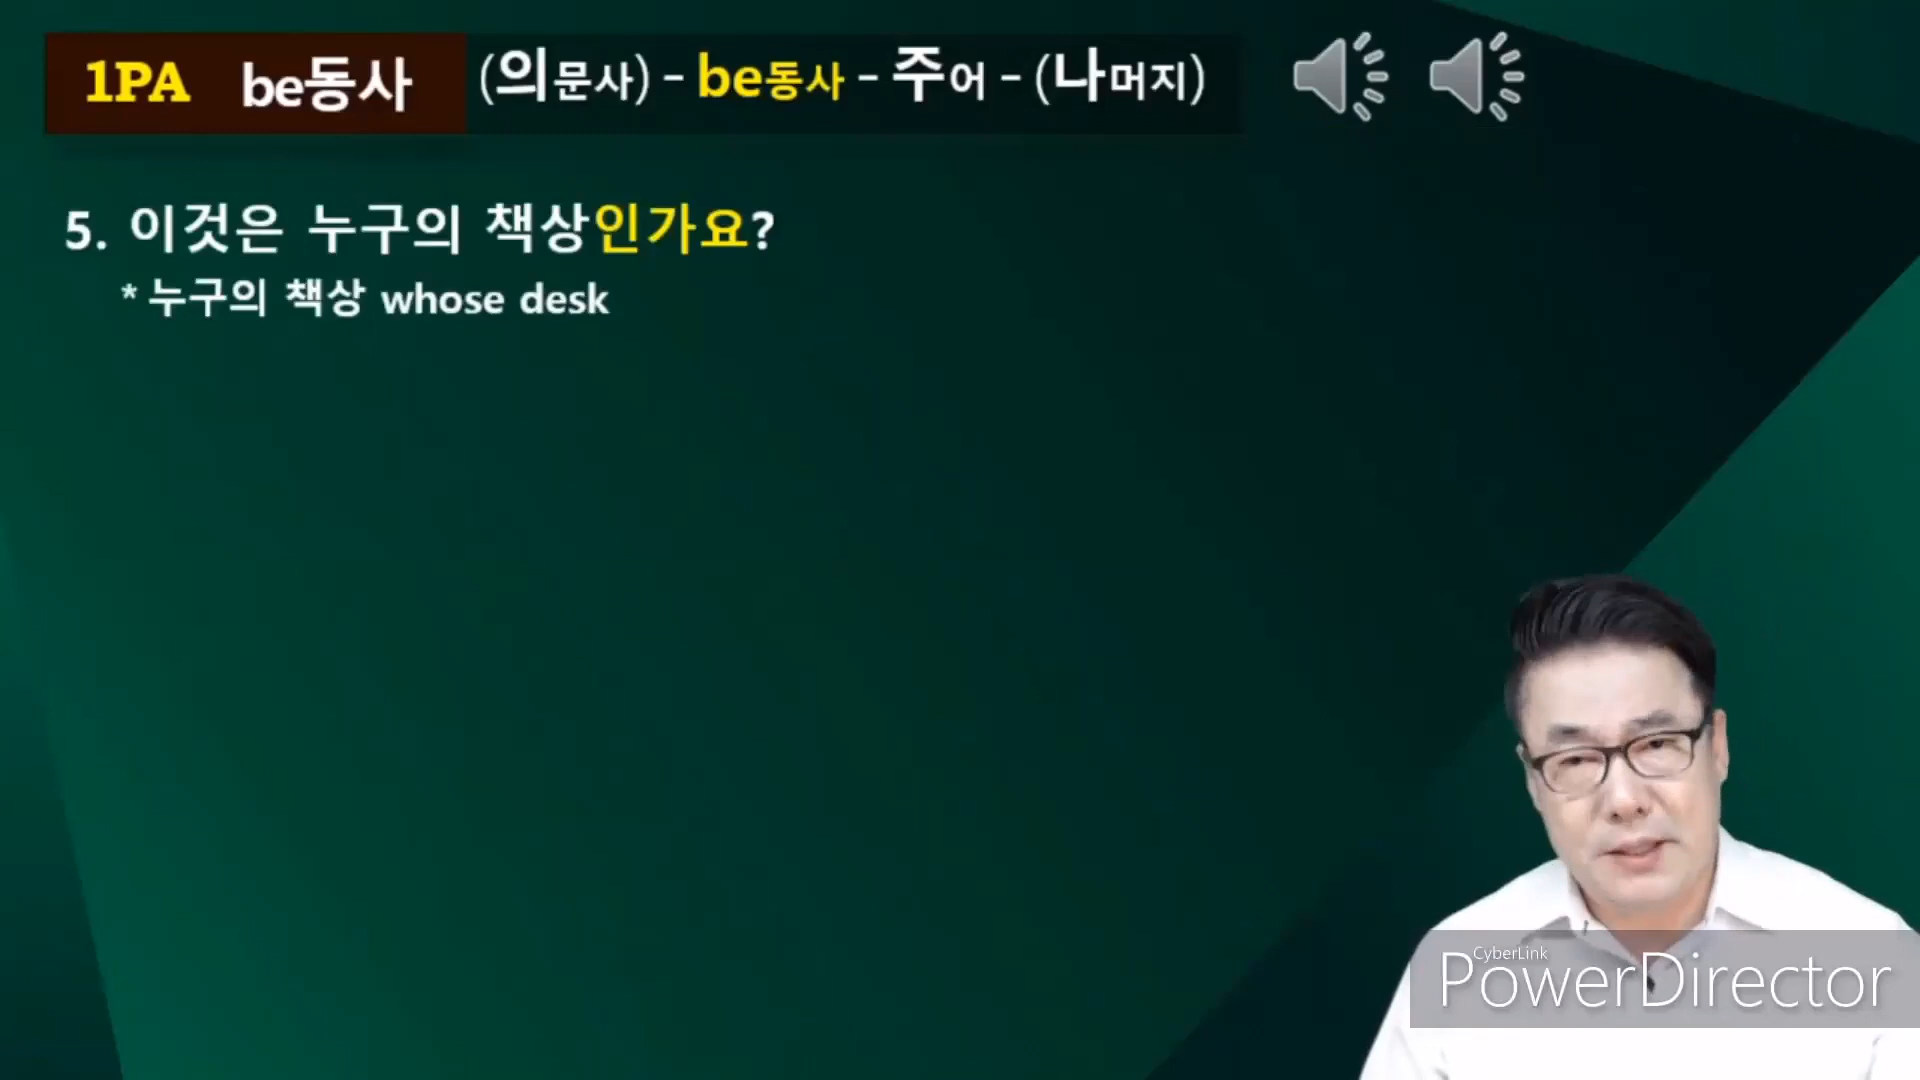 1PA be동사 (의문사) - be동사 - 주어 - (나머지)
5. 이것은 누구의 책상인가요?
* 누구의 책상 whose desk
CyberLink
PowerDirector